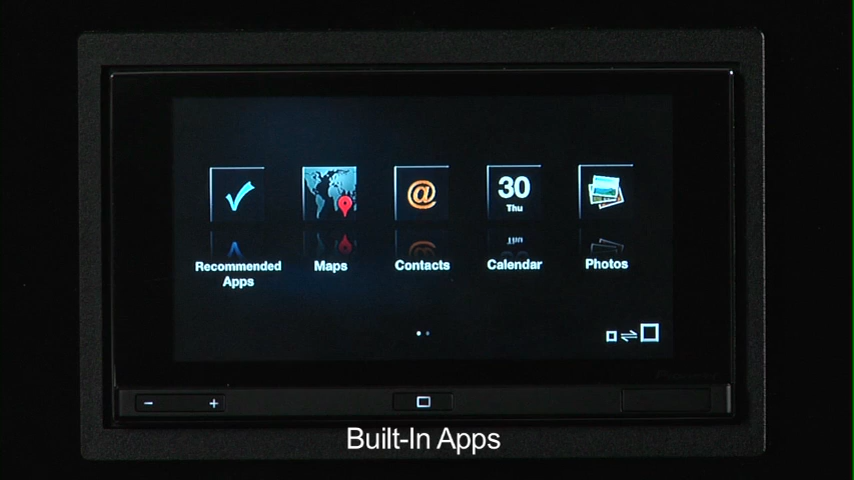 30
Thu
Recommended
Apps
Maps
Contacts
Calendar
Photos
- +
Built-In Apps